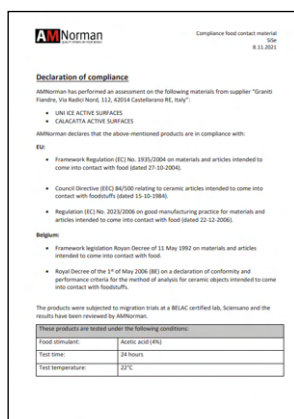 AMNorman
Compliance food contact material
SiSe
8.11.2021
Declaration of compliance
AMNorman has performed an assessment on the following materials from supplier "Graniti
Fiandre, Via Radici Nord, 112, 42014 Castellarano RE, Italy":
• UNI ICE ACTIVE SURFACES
• CALACATTA ACTIVE SURFACES
AMNorman declares that the above-mentioned products are in compliance with:
EU:
• Framework Regulation (EC) No. 1935/2004 on materials and articles intended to
come into contact with food (dated 27-10-2004).
• Council Directive (EEC) 84/500 relating to ceramic articles intended to come into
contact with foodstuffs (dated 15-10-1984).
• Regulation (EC) No. 2023/2006 on good manufacturing practice for materials and
articles intended to come into contact with food (dated 22-12-2006).
Belgium:
• Framework legislation Royan Decree of 11 May 1992 on materials and articles
intended to come into contact with food.
• Royal Decree of the 1st of May 2006 (BE) on a declaration of conformity and
performance criteria for the method of analysis for ceramic objects intended to come
into contact with foodstuffs.
The products were subjected to migration trials at a BELAC certified lab, Sciensano and the
results have been reviewed by AMNorman.
These products are tested under the following conditions:
Food stimulent: Acetic acid (4%)
Test time: 24 hours
Test temperature: 22°C